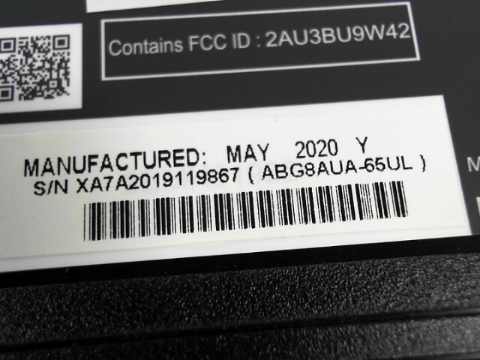 Contains FCC ID : 2AU3BU9W42
MANUFACTURED: MAY 2020 Y
S/N XA7A2019119867 ( ABG8AUA-65UL )
M